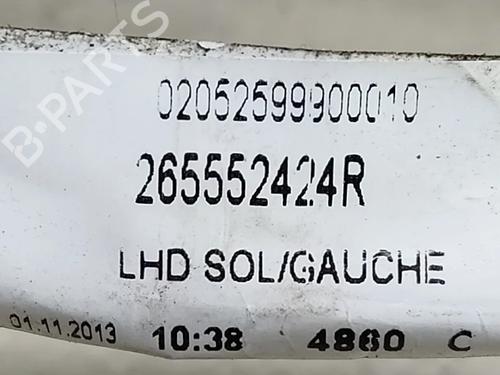 B-PARTS
02052599900010
265552424R
LHD SOL/GAUCHE
01.11.2013 10:38 4860 C